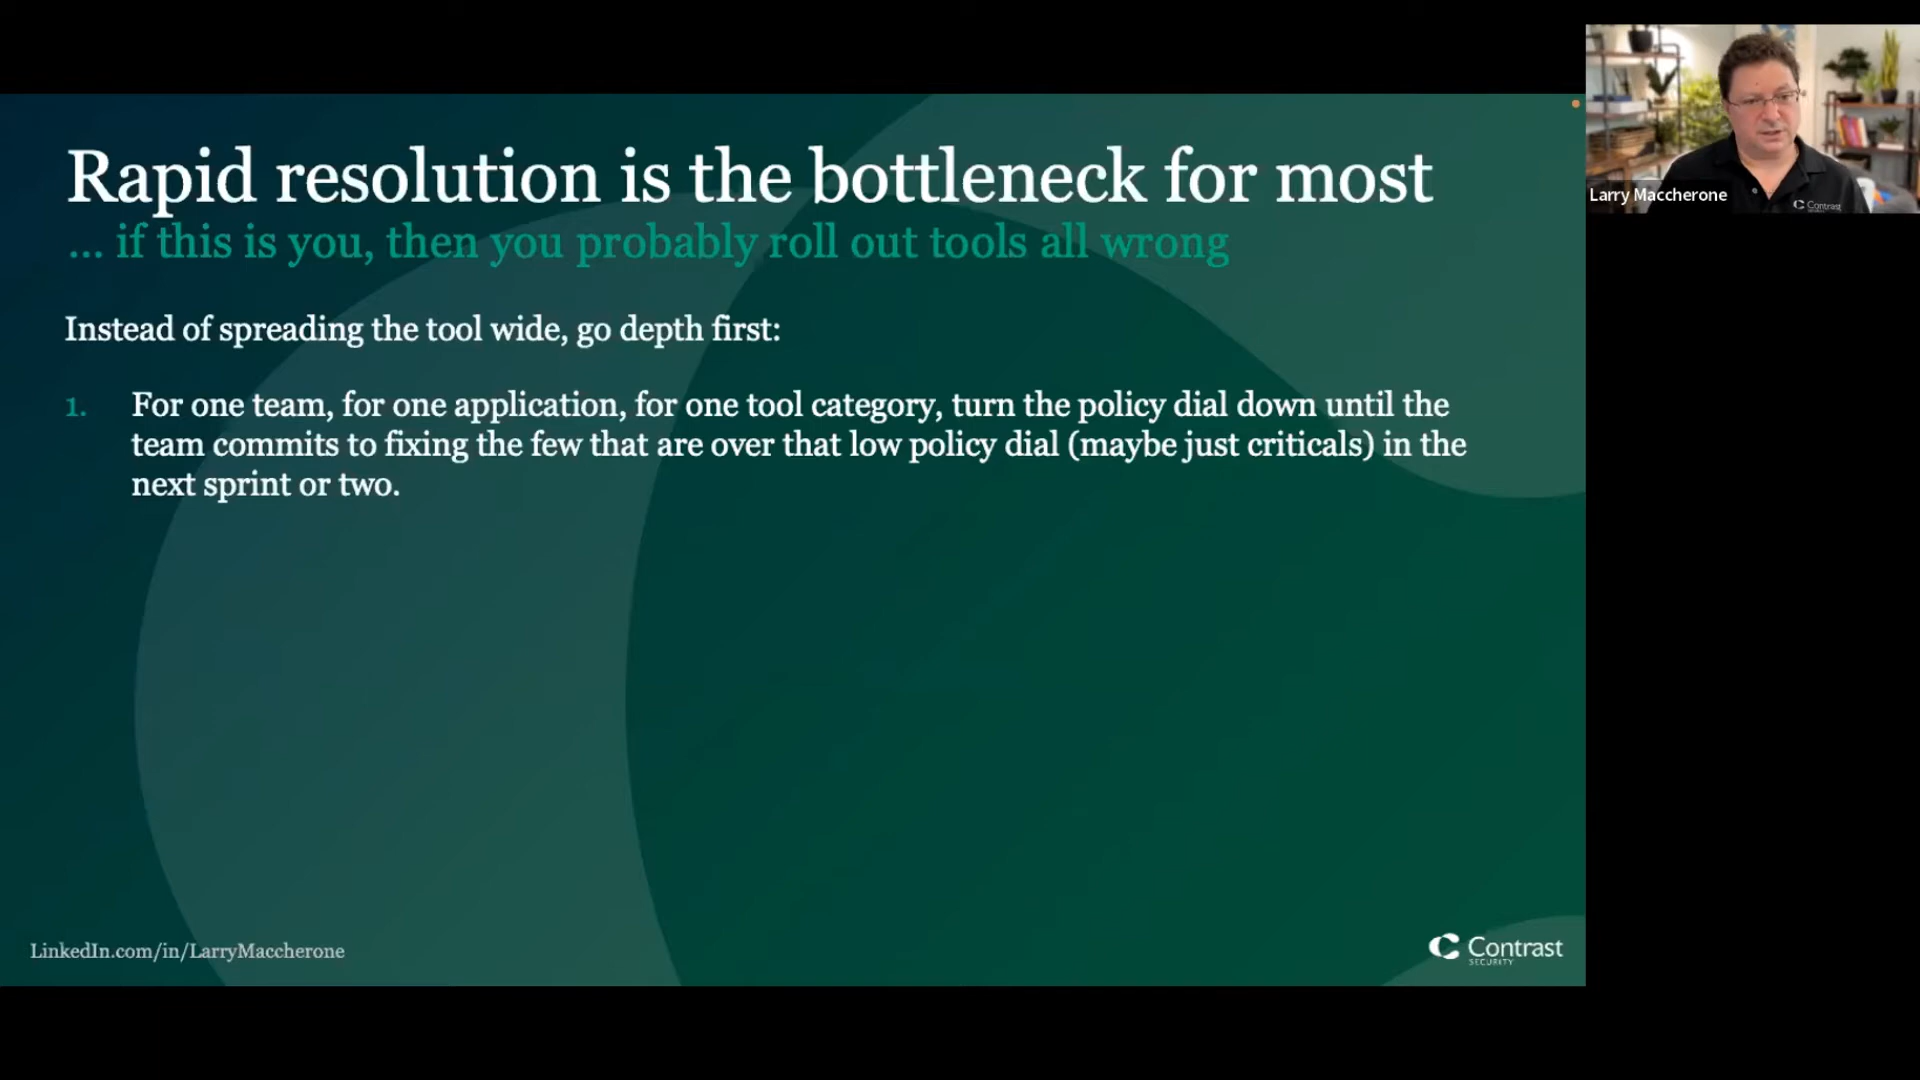 Rapid resolution is the bottleneck for most
... if this is you, then you probably roll out tools all wrong
Instead of spreading the tool wide, go depth first:
1. For one team, for one application, for one tool category, turn the policy dial down until the
team commits to fixing the few that are over that low policy dial (maybe just criticals) in the
next sprint or two.
LinkedIn.com/in/LarryMaccherone
Contrast
SECURITY
Larry Maccherone
Contrast